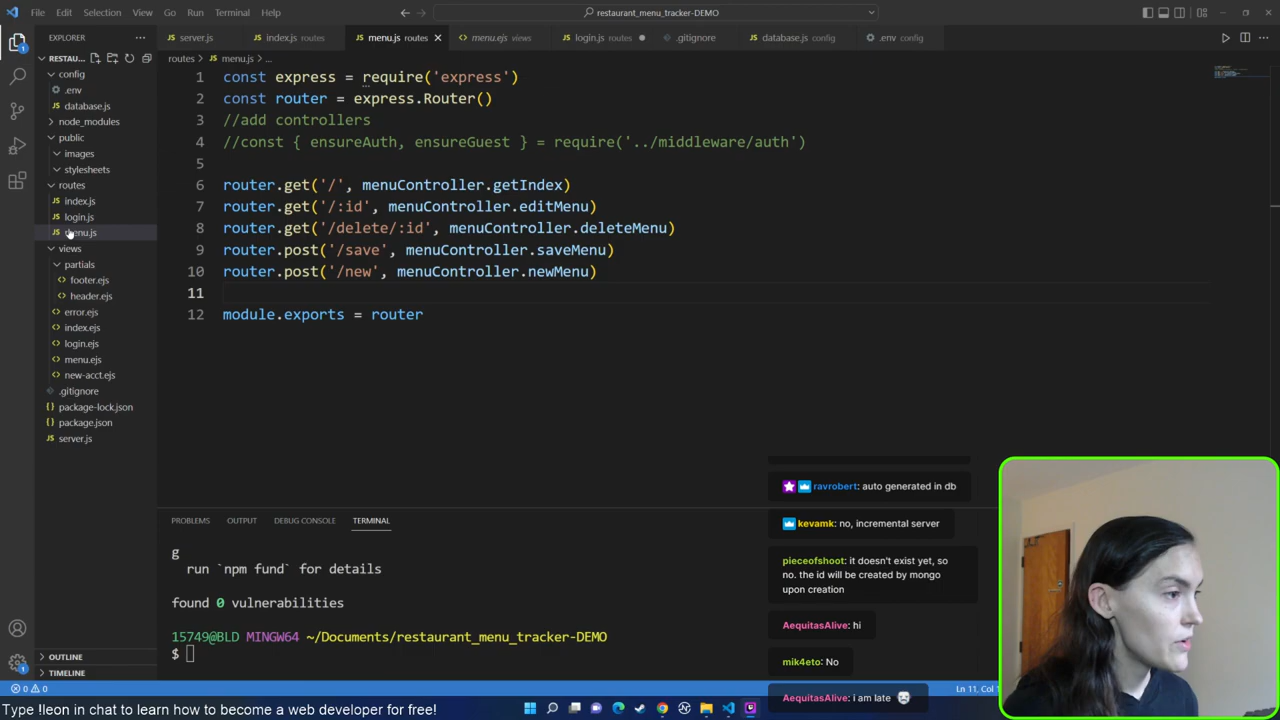 File Edit Selection View Go Run Terminal Help
restaurant_menu_tracker-DEMO
EXPLORER
server.js
index.js routes
menu.js routes
menu.ejs views
login.js routes
.gitignore
database.js config
.env config
RESTAU...
routes > menu.js > ...
config
.env
database.js
node_modules
public
images
stylesheets
routes
index.js
login.js
menu.js
views
partials
footer.ejs
header.ejs
error.ejs
index.ejs
login.ejs
menu.ejs
new-acct.ejs
.gitignore
package-lock.json
package.json
server.js
OUTLINE
TIMELINE
1 const express = require('express')
2 const router = express.Router()
3 //add controllers
4 //const { ensureAuth, ensureGuest } = require('../middleware/auth')
5
6 router.get('/', menuController.getIndex)
7 router.get('/:id', menuController.editMenu)
8 router.get('/delete/:id', menuController.deleteMenu)
9 router.post('/save', menuController.saveMenu)
10 router.post('/new', menuController.newMenu)
11
12 module.exports = router
PROBLEMS OUTPUT DEBUG CONSOLE TERMINAL
g
run `npm fund` for details
found 0 vulnerabilities
15749@BLD MINGW64 ~/Documents/restaurant_menu_tracker-DEMO
$
ravrobert: auto generated in db
kevamk: no, incremental server
pieceofshoot: it doesn't exist yet, so
no. the id will be created by mongo
upon creation
AequitasAlive: hi
mik4eto: No
AequitasAlive: i am late
0 0
Ln 11, Col 1
Type !leon in chat to learn how to become a web developer for free!